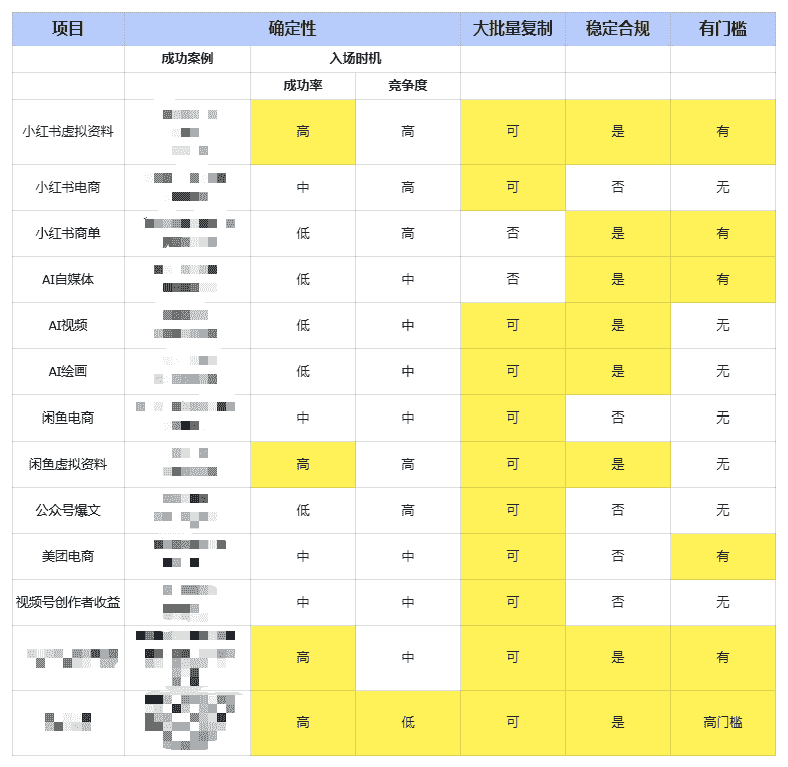 项目 确定性 大批量复制 稳定合规 有门槛
成功案例 入场时机
成功率 竞争度
小红书虚拟资料 高 高 可 是 有
小红书电商 中 高 可 否 无
小红书商单 低 高 否 是 有
AI自媒体 低 中 否 是 有
AI视频 低 中 可 是 无
AI绘画 低 中 可 是 无
闲鱼电商 中 中 可 否 无
闲鱼虚拟资料 高 高 可 是 无
公众号爆文 低 高 可 否 无
美团电商 中 中 可 否 有
视频号创作者收益 中 中 可 否 无
高 中 可 是 有
高 低 可 是 高门槛